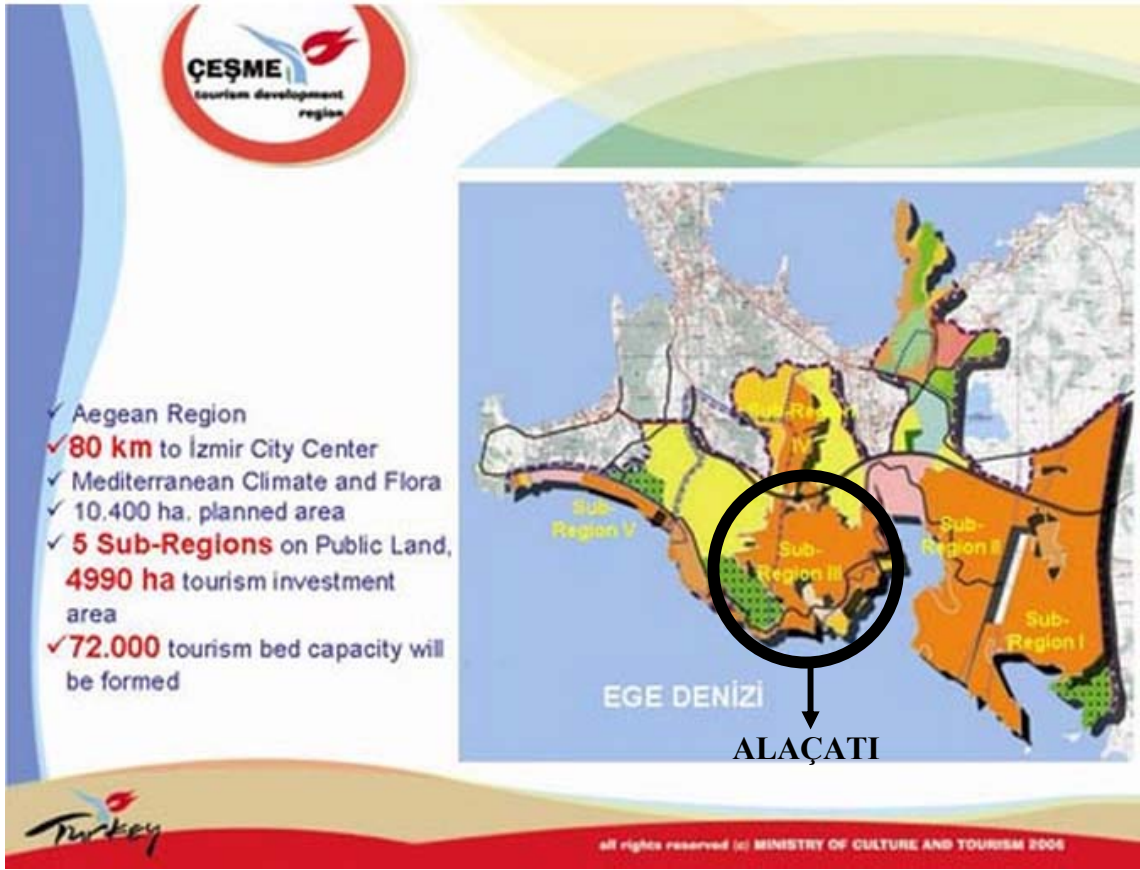 ÇEŞME
tourism development
region
✓ Aegean Region
✓ 80 km to İzmir City Center
✓ Mediterranean Climate and Flora
✓ 10.400 ha. planned area
✓ 5 Sub-Regions on Public Land,
4990 ha tourism investment
area
✓ 72.000 tourism bed capacity will
be formed
Sub-Region
IV
Sub-
Region V
Sub-
Region III
Sub-
Region II
Sub-
Region I
EGE DENİZİ
ALAÇATI
Turkey
all rights reserved (c) MINISTRY OF CULTURE AND TOURISM 2006